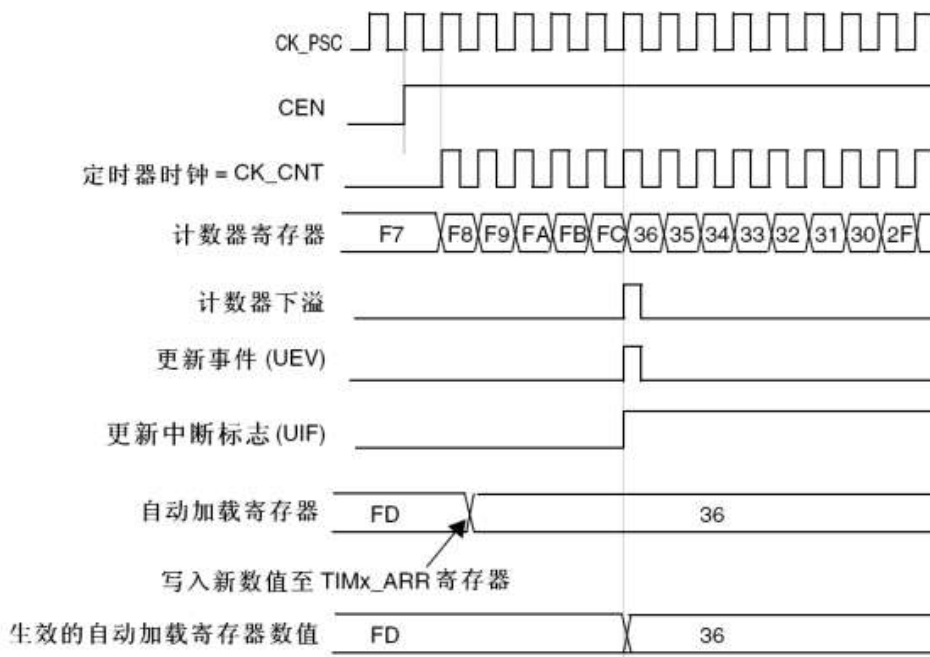 CK_PSC
CEN
定时器时钟 = CK_CNT
计数器寄存器 F7 F8 F9 FA FB FC 36 35 34 33 32 31 30 2F
计数器下溢
更新事件 (UEV)
更新中断标志 (UIF)
自动加载寄存器 FD 36
写入新数值至 TIMx_ARR 寄存器
生效的自动加载寄存器数值 FD 36